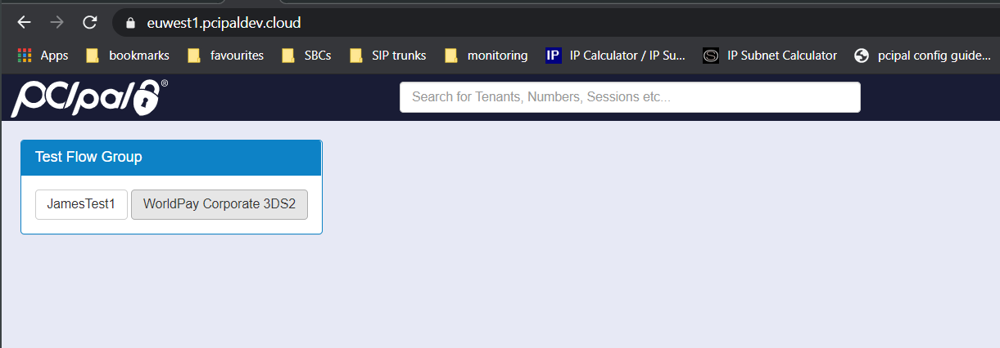 euwest1.pcipaldev.cloud
Apps bookmarks favourites SBCs SIP trunks monitoring IP IP Calculator / IP Su... IP Subnet Calculator pcipal config guide...
pcipal® Search for Tenants, Numbers, Sessions etc...
Test Flow Group
JamesTest1 WorldPay Corporate 3DS2